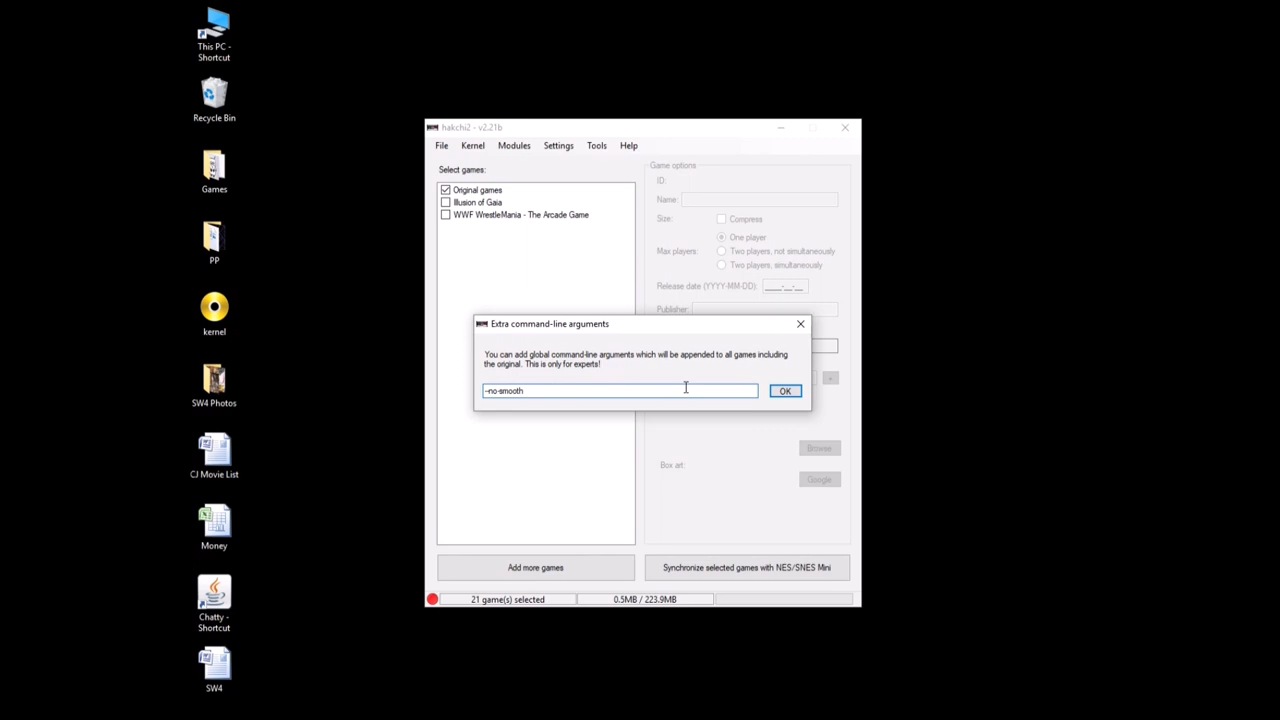 This PC -
Shortcut
Recycle Bin
Games
PP
kernel
SW4 Photos
CJ Movie List
Money
Chatty -
Shortcut
SW4
hakchi2 - v2.21b
File Kernel Modules Settings Tools Help
Select games:
Original games
Illusion of Gaia
WWF WrestleMania - The Arcade Game
Game options
ID:
Name:
Size: Compress
One player
Max players: Two players, not simultaneously
Two players, simultaneously
Release date (YYYY-MM-DD): ____-__-__
Publisher:
Extra command-line arguments
You can add global command-line arguments which will be appended to all games including
the original. This is only for experts!
--no-smooth OK
+
Browse
Box art:
Google
Add more games Synchronize selected games with NES/SNES Mini
21 game(s) selected 0.5MB / 223.9MB